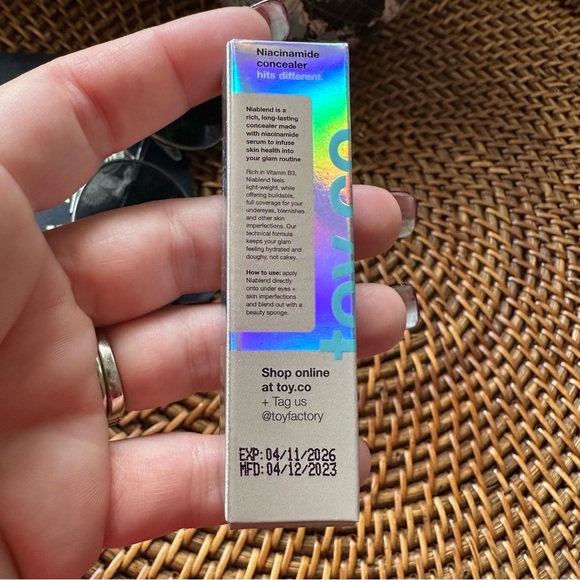 Niacinamide
concealer
hits different.
Niablend is a
rich, long-lasting
concealer made
with niacinamide
serum to infuse
skin health into
your glam routine
Rich in Vitamin B3,
Niablend feels
light-weight, while
offering buildable,
full coverage for your
undereyes, blemishes
and other skin
imperfections. Our
technical formula
keeps your glam
feeling hydrated and
doughy, not cakey.
How to use: apply
Niablend directly
onto under eyes +
skin imperfections
and blend out with a
beauty sponge.
Shop online
at toy.co
+ Tag us
@toyfactory
EXP:04/11/2026
MFD:04/12/2023